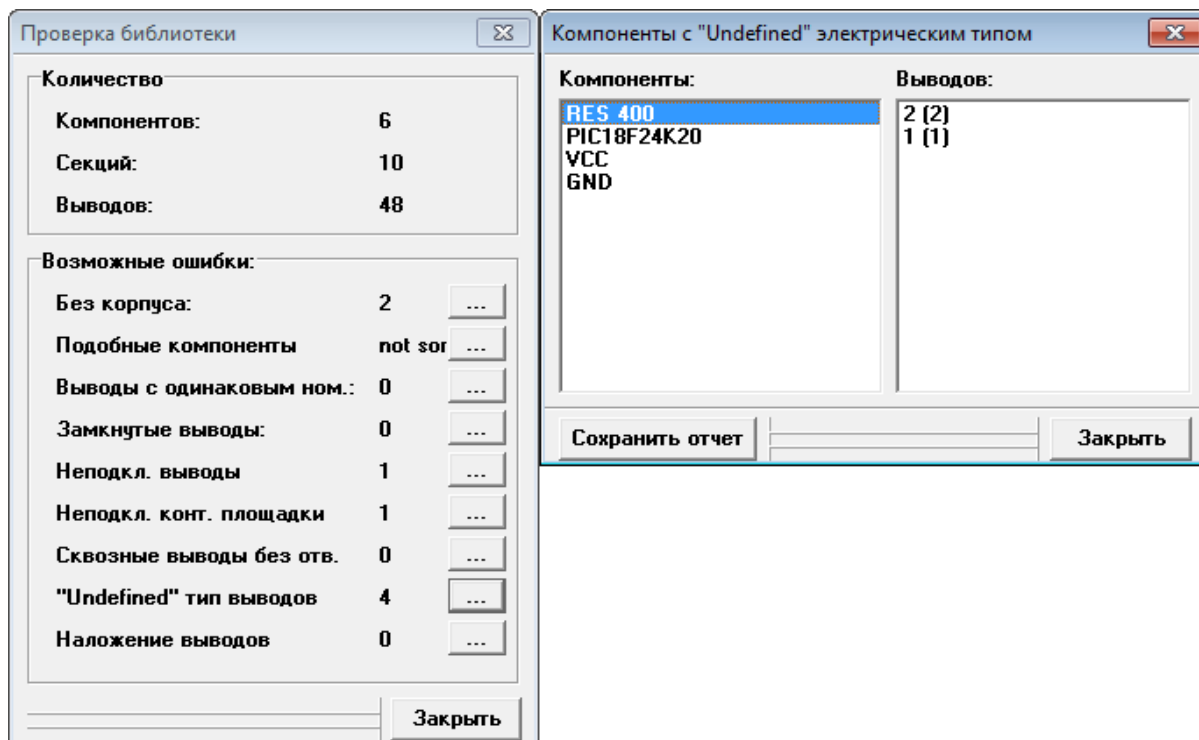 Проверка библиотеки
Количество
Компонентов: 6
Секций: 10
Выводов: 48
Возможные ошибки:
Без корпуса: 2 ...
Подобные компоненты not sor ...
Выводы с одинаковым ном.: 0 ...
Замкнутые выводы: 0 ...
Неподкл. выводы 1 ...
Неподкл. конт. площадки 1 ...
Сквозные выводы без отв. 0 ...
"Undefined" тип выводов 4 ...
Наложение выводов 0 ...
Закрыть
Компоненты с "Undefined" электрическим типом
Компоненты: Выводов:
RES 400 2 (2)
PIC18F24K20 1 (1)
VCC
GND
Сохранить отчет Закрыть